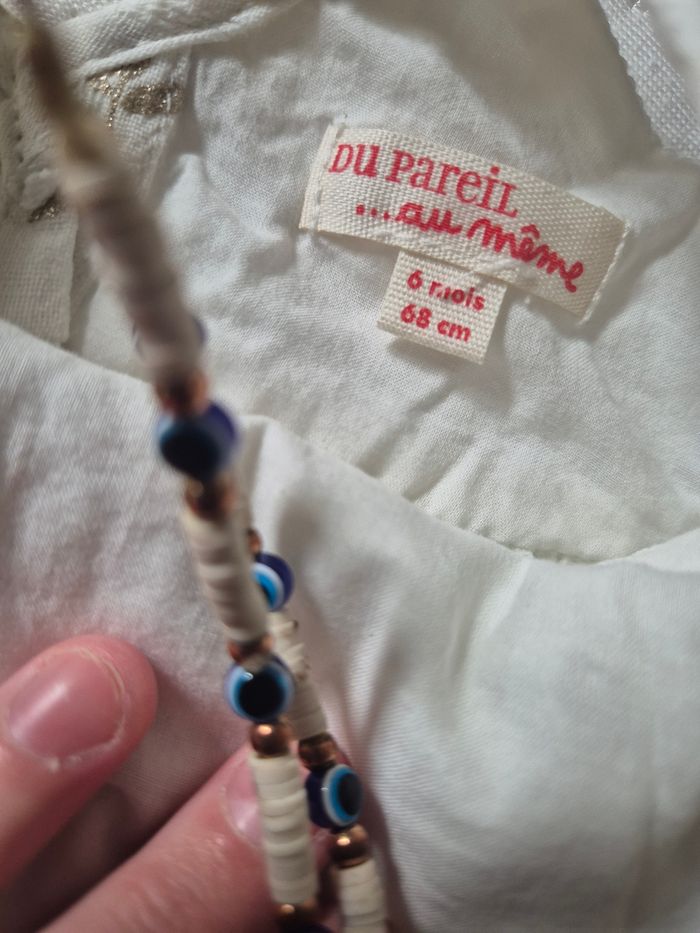 DU PAREIL
...au même
6 mois
68 cm